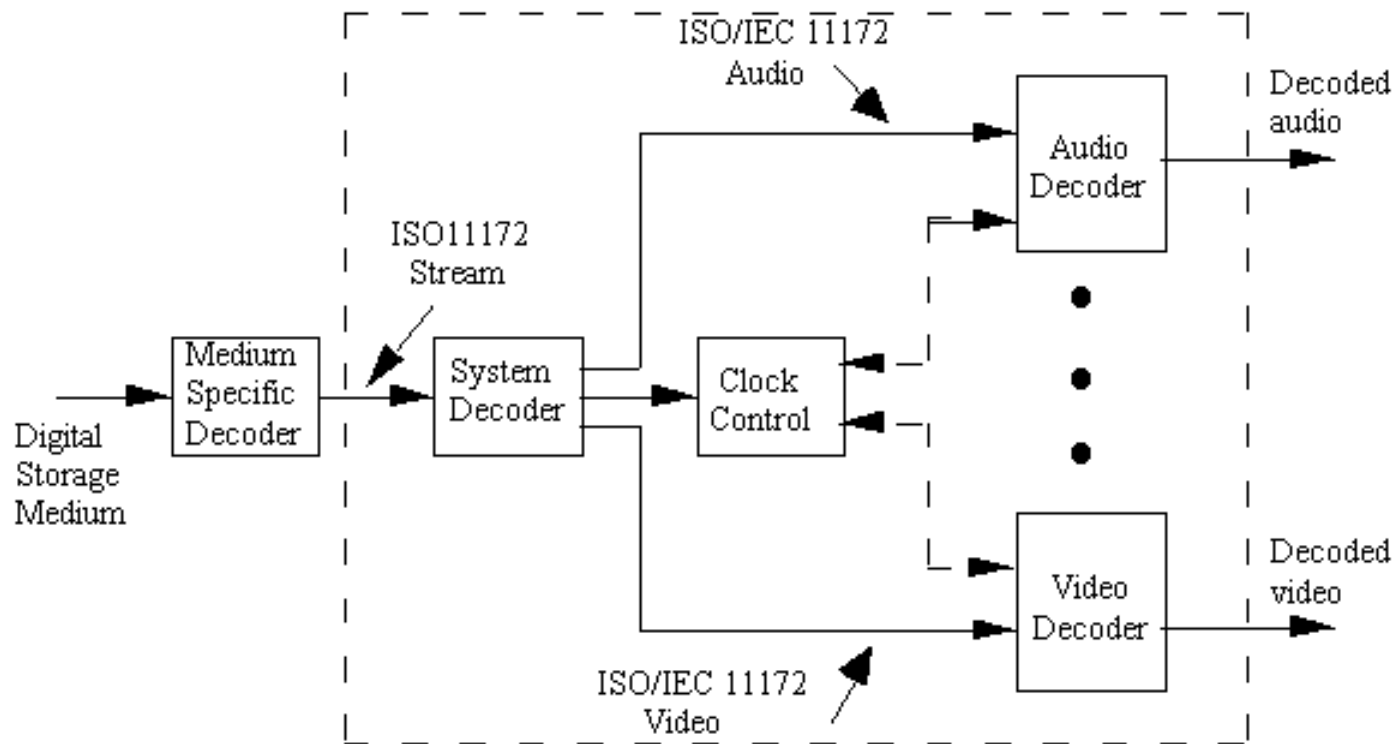 ISO/IEC 11172
Audio
Decoded
audio
Audio
Decoder
ISO11172
Stream
Medium
Specific
Decoder
System
Decoder
Clock
Control
Digital
Storage
Medium
Video
Decoder
Decoded
video
ISO/IEC 11172
Video